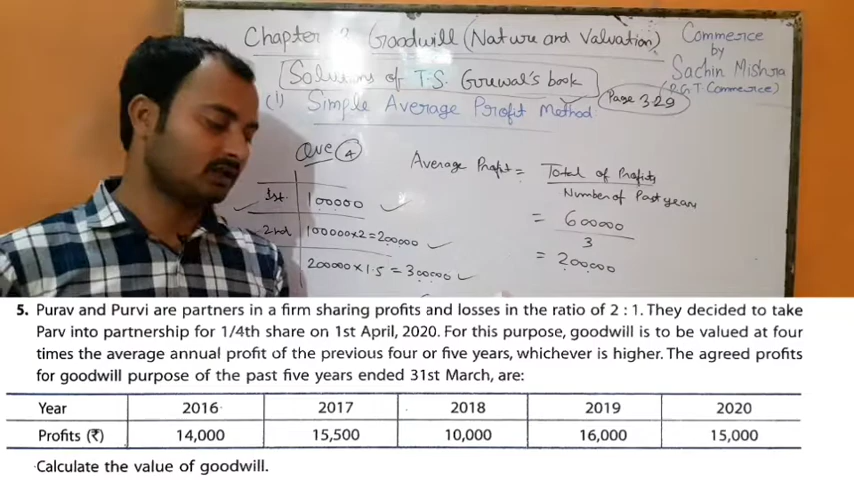 Chapter 3 Goodwill (Nature and Valuation)
Commerce
by
Sachin Mishra
(P.G.T Commerce)
Solutions of T.S. Grewal's book
(1) Simple Average Profit Method
Page 3.29
Que 4
1st 100000
2nd 100000x2=200000
200000x1.5=300000
Average Profit = Total of Profits
Number of Past years
= 600000
3
= 200000
5. Purav and Purvi are partners in a firm sharing profits and losses in the ratio of 2 : 1. They decided to take
Parv into partnership for 1/4th share on 1st April, 2020. For this purpose, goodwill is to be valued at four
times the average annual profit of the previous four or five years, whichever is higher. The agreed profits
for goodwill purpose of the past five years ended 31st March, are:
Year 2016 2017 2018 2019 2020
Profits (₹) 14,000 15,500 10,000 16,000 15,000
Calculate the value of goodwill.